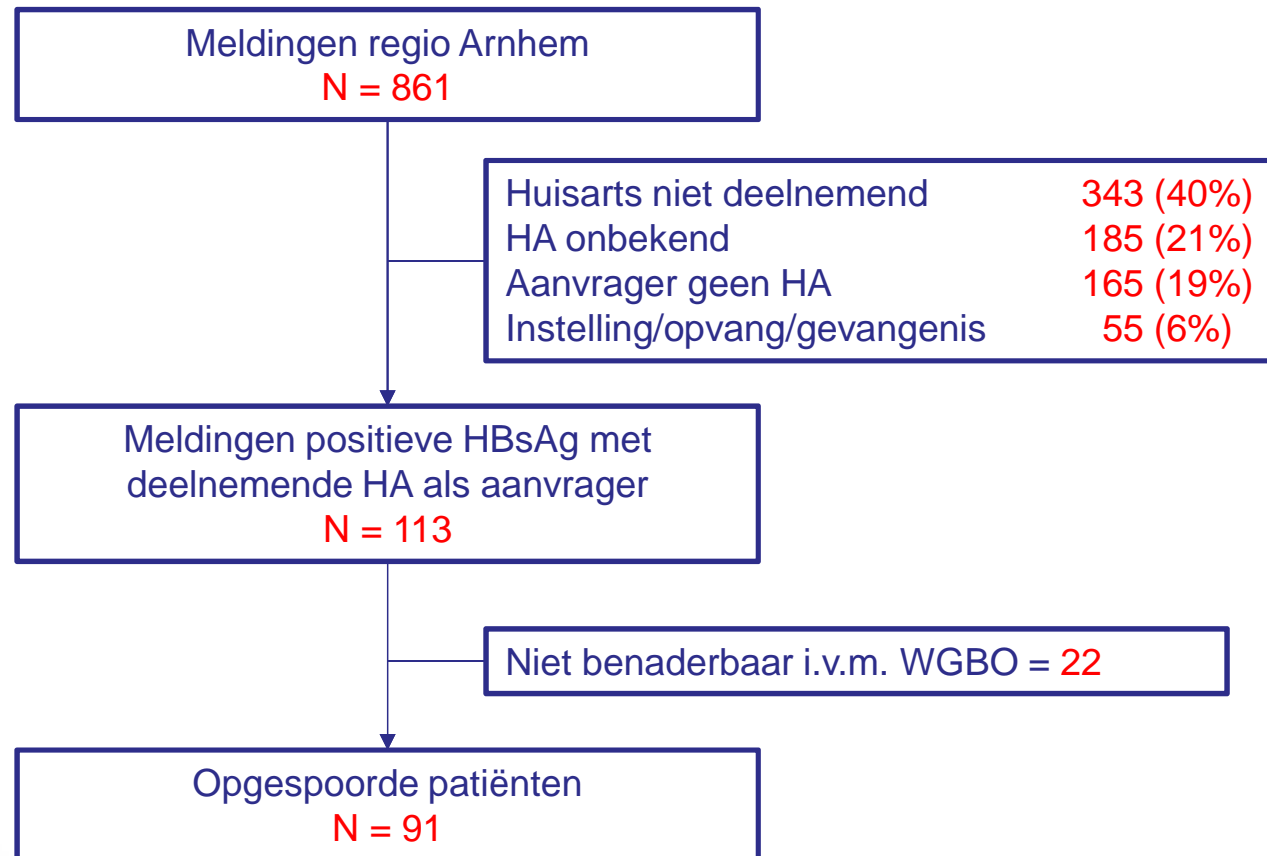 Meldingen regio Arnhem
N = 861
Huisarts niet deelnemend 343 (40%)
HA onbekend 185 (21%)
Aanvrager geen HA 165 (19%)
Instelling/opvang/gevangenis 55 (6%)
Meldingen positieve HBsAg met
deelnemende HA als aanvrager
N = 113
Niet benaderbaar i.v.m. WGBO = 22
Opgespoorde patiënten
N = 91